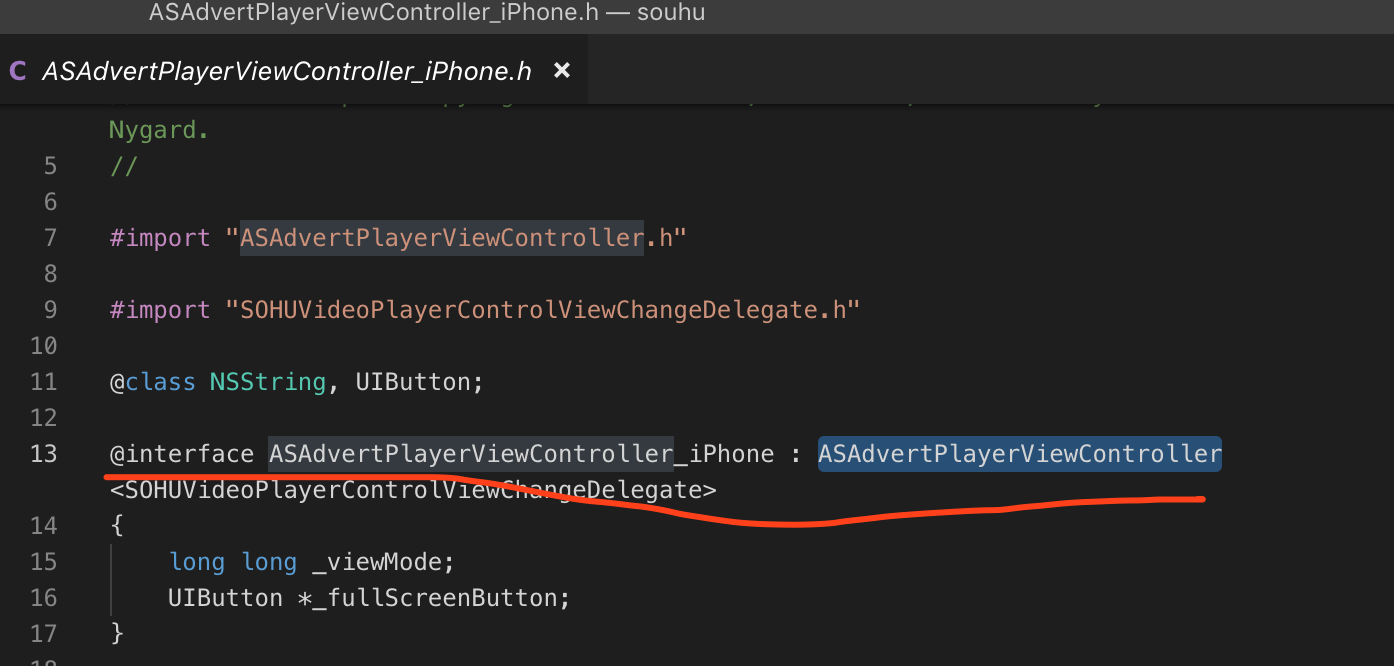 ASAdvertPlayerViewController_iPhone.h — souhu
C ASAdvertPlayerViewController_iPhone.h ×
Nygard.
5 //
6
7 #import "ASAdvertPlayerViewController.h"
8
9 #import "SOHUVideoPlayerControlViewChangeDelegate.h"
10
11 @class NSString, UIButton;
12
13 @interface ASAdvertPlayerViewController_iPhone : ASAdvertPlayerViewController
<SOHUVideoPlayerControlViewChangeDelegate>
14 {
15 long long _viewMode;
16 UIButton *_fullScreenButton;
17 }